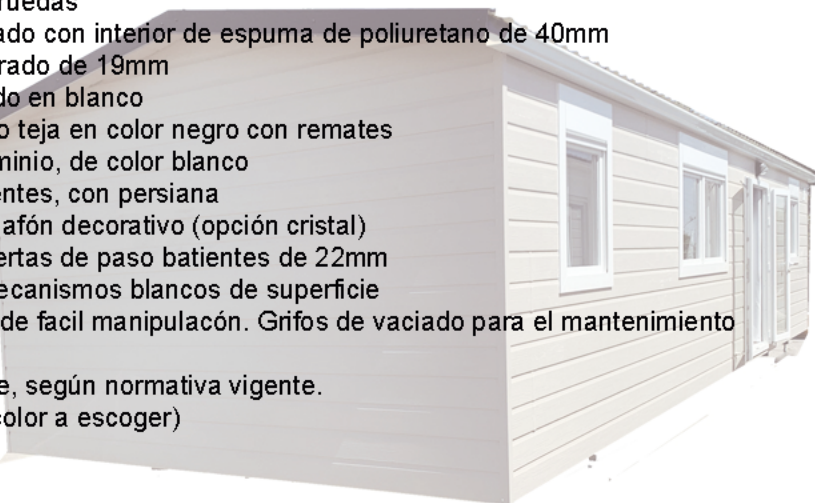 ruedas
ado con interior de espuma de poliuretano de 40mm
rado de 19mm
do en blanco
o teja en color negro con remates
minio, de color blanco
entes, con persiana
lafón decorativo (opción cristal)
ertas de paso batientes de 22mm
ecanismos blancos de superficie
de facil manipulacón. Grifos de vaciado para el mantenimiento
e, según normativa vigente.
color a escoger)